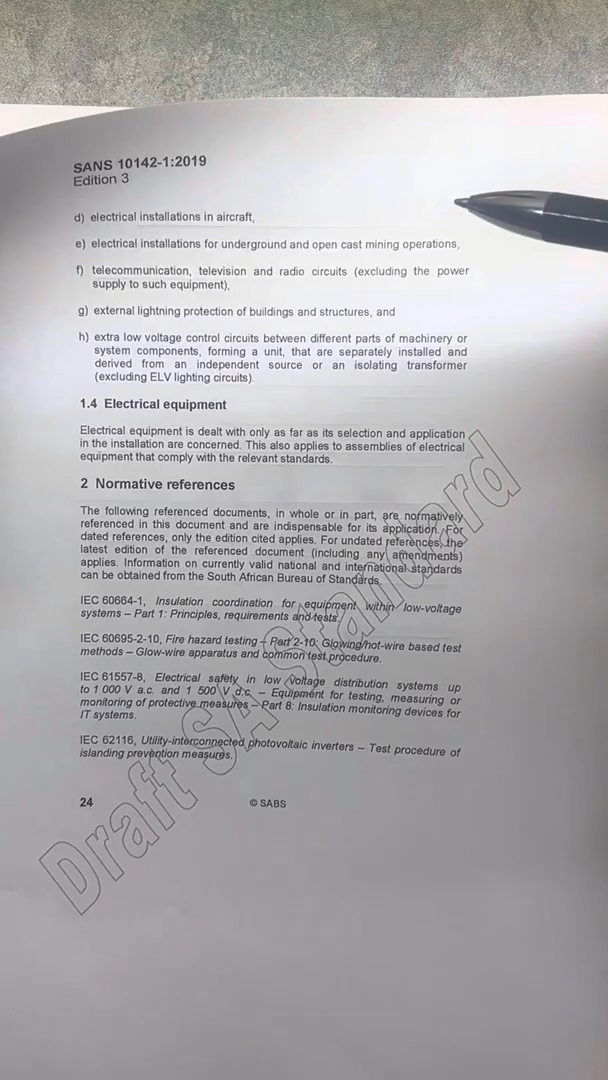 SANS 10142-1:2019
Edition 3
d) electrical installations in aircraft,
e) electrical installations for underground and open cast mining operations,
f) telecommunication, television and radio circuits (excluding the power
supply to such equipment),
g) external lightning protection of buildings and structures, and
h) extra low voltage control circuits between different parts of machinery or
system components, forming a unit, that are separately installed and
derived from an independent source or an isolating transformer
(excluding ELV lighting circuits).
1.4 Electrical equipment
Electrical equipment is dealt with only as far as its selection and application
in the installation are concerned. This also applies to assemblies of electrical
equipment that comply with the relevant standards.
2 Normative references
The following referenced documents, in whole or in part, are normatively
referenced in this document and are indispensable for its application. For
dated references, only the edition cited applies. For undated references, the
latest edition of the referenced document (including any amendments)
applies. Information on currently valid national and international standards
can be obtained from the South African Bureau of Standards.
IEC 60664-1, Insulation coordination for equipment within low-voltage
systems – Part 1: Principles, requirements and tests.
IEC 60695-2-10, Fire hazard testing – Part 2-10: Glowing/hot-wire based test
methods – Glow-wire apparatus and common test procedure.
IEC 61557-8, Electrical safety in low voltage distribution systems up
to 1 000 V a.c. and 1 500 V d.c. – Equipment for testing, measuring or
monitoring of protective measures – Part 8: Insulation monitoring devices for
IT systems.
IEC 62116, Utility-interconnected photovoltaic inverters – Test procedure of
islanding prevention measures.
24 © SABS
Draft SA Standard